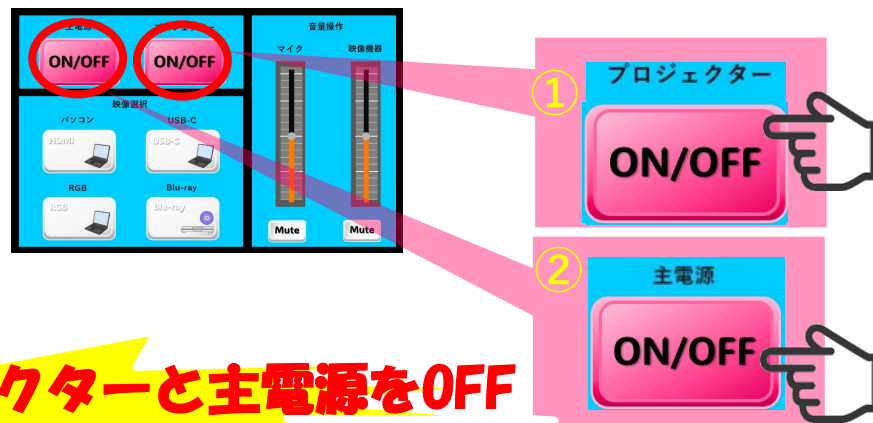 主電源
ON/OFF
ON/OFF
映像選択
パソコン
USB-C
HDMI
USB-C
RGB
Blu-ray
RGB
Blu-ray
音量操作
マイク
映像機器
Mute
Mute
①
プロジェクター
ON/OFF
②
主電源
ON/OFF
クターと主電源をOFF